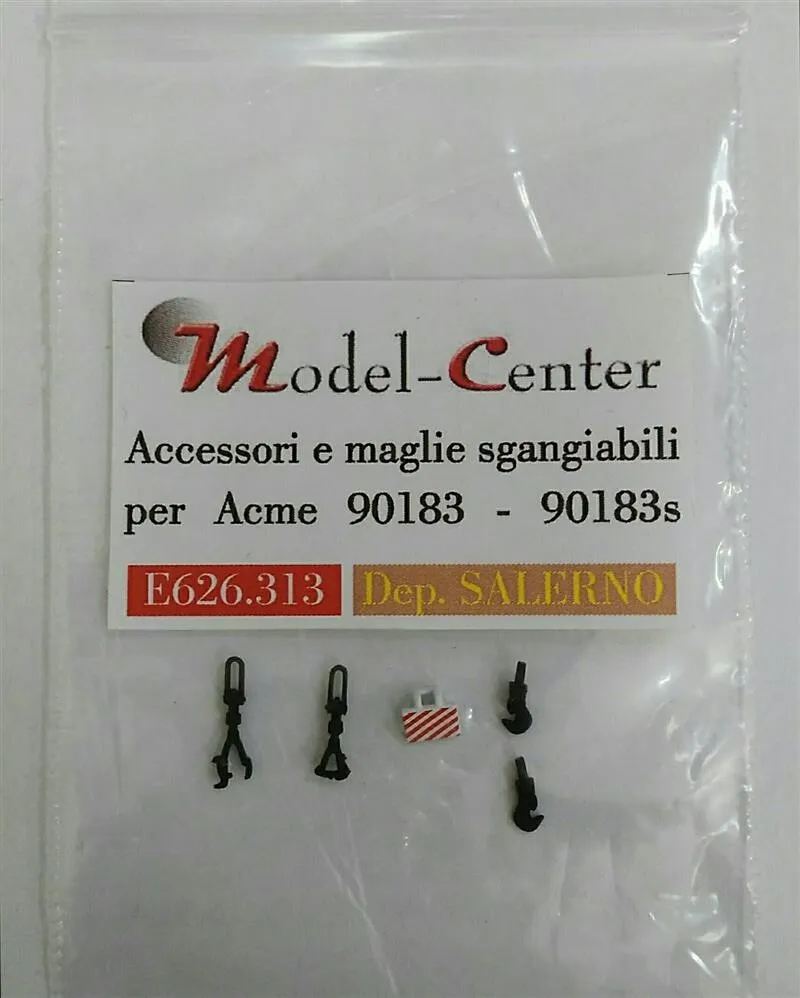 Model-Center
Accessori e maglie sgangiabili
per Acme 90183 - 90183s
E626.313 Dep. SALERNO